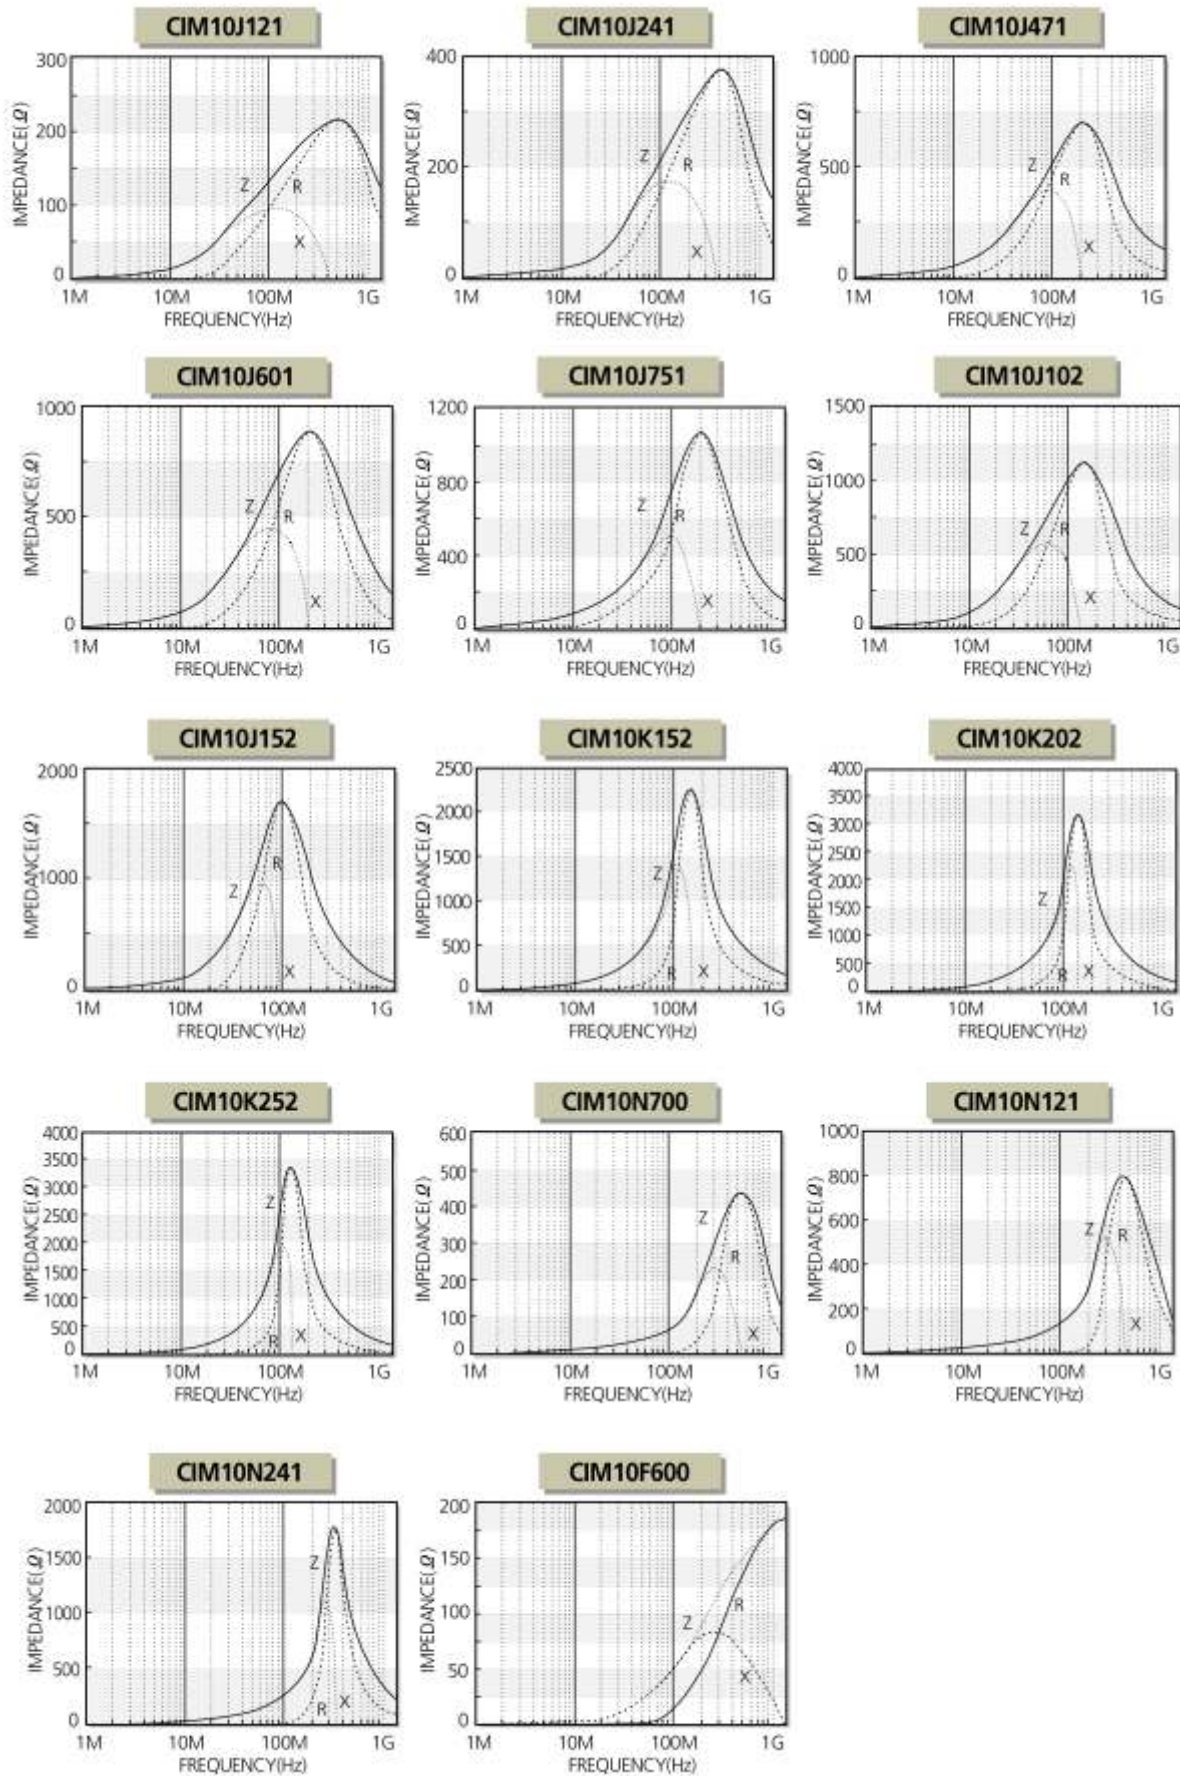 CIM10J121
CIM10J241
CIM10J471
IMPEDANCE(Ω)
300
200
100
0
Z
R
X
1M 10M 100M 1G
FREQUENCY(Hz)
IMPEDANCE(Ω)
400
200
0
Z
R
X
1M 10M 100M 1G
FREQUENCY(Hz)
IMPEDANCE(Ω)
1000
500
0
Z
R
X
1M 10M 100M 1G
FREQUENCY(Hz)
CIM10J601
CIM10J751
CIM10J102
IMPEDANCE(Ω)
1000
500
0
Z
R
X
1M 10M 100M 1G
FREQUENCY(Hz)
IMPEDANCE(Ω)
1200
800
400
0
Z
R
X
1M 10M 100M 1G
FREQUENCY(Hz)
IMPEDANCE(Ω)
1500
1000
500
0
Z
R
X
1M 10M 100M 1G
FREQUENCY(Hz)
CIM10J152
CIM10K152
CIM10K202
IMPEDANCE(Ω)
2000
1000
0
Z
R
X
1M 10M 100M 1G
FREQUENCY(Hz)
IMPEDANCE(Ω)
2500
2000
1500
1000
500
0
Z
R
X
1M 10M 100M 1G
FREQUENCY(Hz)
IMPEDANCE(Ω)
4000
3500
3000
2500
2000
1500
1000
500
0
Z
R
X
1M 10M 100M 1G
FREQUENCY(Hz)
CIM10K252
CIM10N700
CIM10N121
IMPEDANCE(Ω)
4000
3500
3000
2500
2000
1500
1000
500
0
Z
R
X
1M 10M 100M 1G
FREQUENCY(Hz)
IMPEDANCE(Ω)
600
500
400
300
200
100
0
Z
R
X
1M 10M 100M 1G
FREQUENCY(Hz)
IMPEDANCE(Ω)
1000
800
600
400
200
0
Z
R
X
1M 10M 100M 1G
FREQUENCY(Hz)
CIM10N241
CIM10F600
IMPEDANCE(Ω)
2000
1500
1000
500
0
Z
R
X
1M 10M 100M 1G
FREQUENCY(Hz)
IMPEDANCE(Ω)
200
150
100
50
0
Z
R
X
1M 10M 100M 1G
FREQUENCY(Hz)